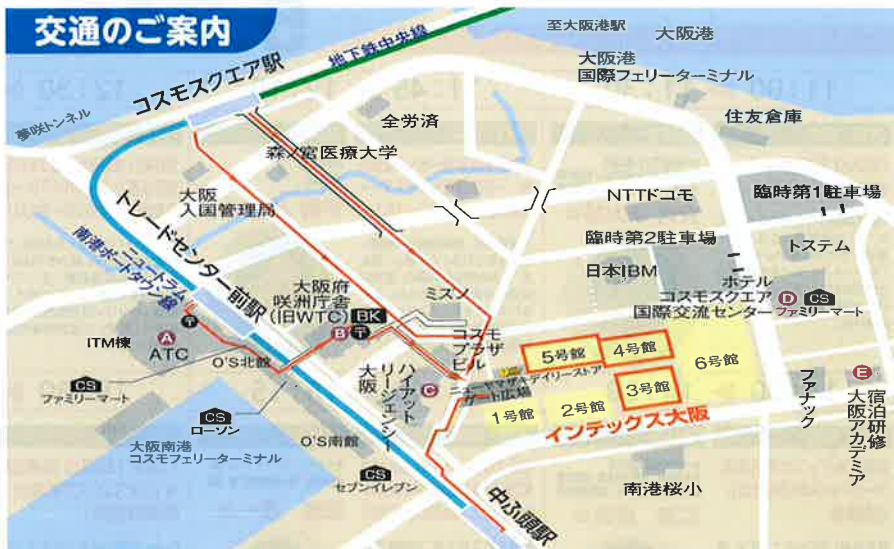 交通のご案内
至大阪港駅
大阪港
地下鉄中央線
大阪港
国際フェリーターミナル
コスモスクエア駅
住友倉庫
夢咲トンネル
全労済
森ノ宮医療大学
大阪
入国管理局
NTTドコモ
臨時第1駐車場
トレードセンター前駅
臨時第2駐車場
トステム
ニュートラム
南港ポートタウン線
日本IBM
大阪府
咲洲庁舎
(旧WTC)
BK
ミズノ
ホテル
コスモスクエア
国際交流センター
D
CS
ファミリーマート
B
〒
〒
A
ATC
ITM棟
O'S北館
コスモ
プラザ
ビル
5号館
4号館
6号館
CS
ファミリーマート
ハイアット
リージェンシー
大阪
C
ニューヤマザキデイリーストア
ゲート広場
3号館
1号館
2号館
インテックス大阪
ファナック
E
宿泊研修
大阪アカデミア
CS
ローソン
O'S南館
大阪南港
コスモフェリーターミナル
CS
セブンイレブン
中ふ頭駅
南港桜小